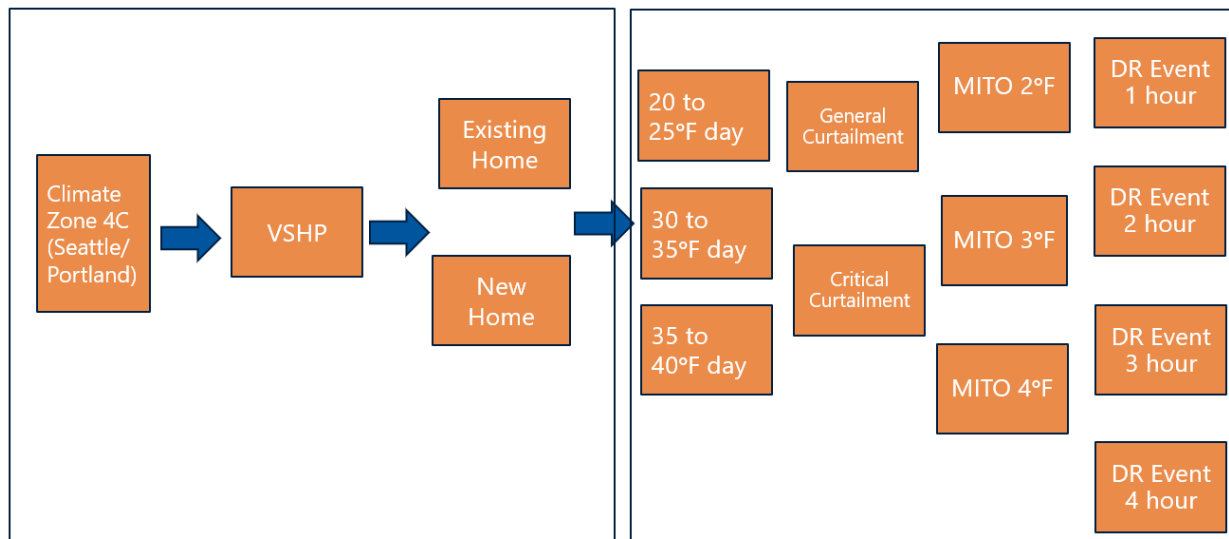 Climate
Zone 4C
(Seattle/
Portland)
VSHP
Existing
Home
New
Home
20 to
25°F day
30 to
35°F day
35 to
40°F day
General
Curtailment
Critical
Curtailment
MITO 2°F
MITO 3°F
MITO 4°F
DR Event
1 hour
DR Event
2 hour
DR Event
3 hour
DR Event
4 hour